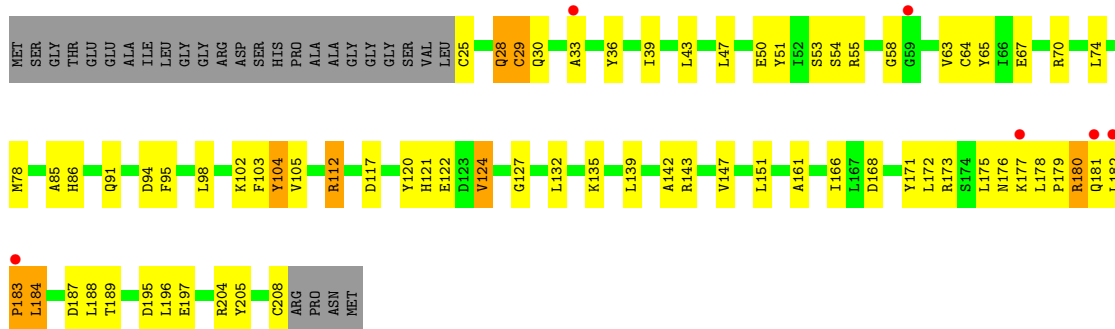 MET SER GLY THR GLU GLU ALA ILE LEU GLY GLY ARG ASP SER HIS PRO ALA ALA GLY GLY GLY SER VAL LEU C25 Q28 C29 Q30 A33 Y36 I39 L43 L47 E50 Y51 I52 S53 S54 R55 G58 G59 V63 C64 Y65 I66 E67 R70 L74
M78 A85 H86 Q91 D94 F95 L98 K102 F103 Y104 V105 R112 D117 Y120 H121 E122 D123 V124 G127 L132 K135 L139 A142 R143 V147 L151 A161 I166 L167 D168 Y171 L172 R173 S174 L175 N176 K177 L178 P179 R180 Q181 L182
P183 L184 D187 L188 T189 D195 L196 E197 R204 Y205 C208 ARG PRO ASN MET